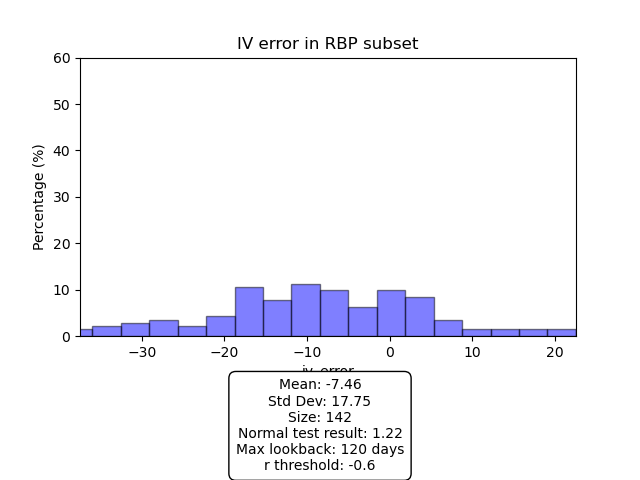 IV error in RBP subset
60
50
40
30
20
10
0
Percentage (%)
−30
−20
−10
0
10
20
iv_error
Mean: -7.46
Std Dev: 17.75
Size: 142
Normal test result: 1.22
Max lookback: 120 days
r threshold: -0.6